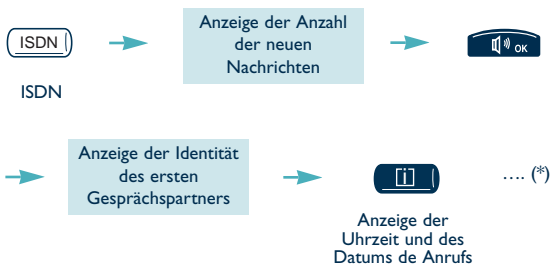 ISDN
Anzeige der Anzahl
der neuen
Nachrichten
OK
ISDN
Anzeige der Identität
des ersten
Gesprächspartners
i
…. (*)
Anzeige der
Uhrzeit und des
Datums de Anrufs